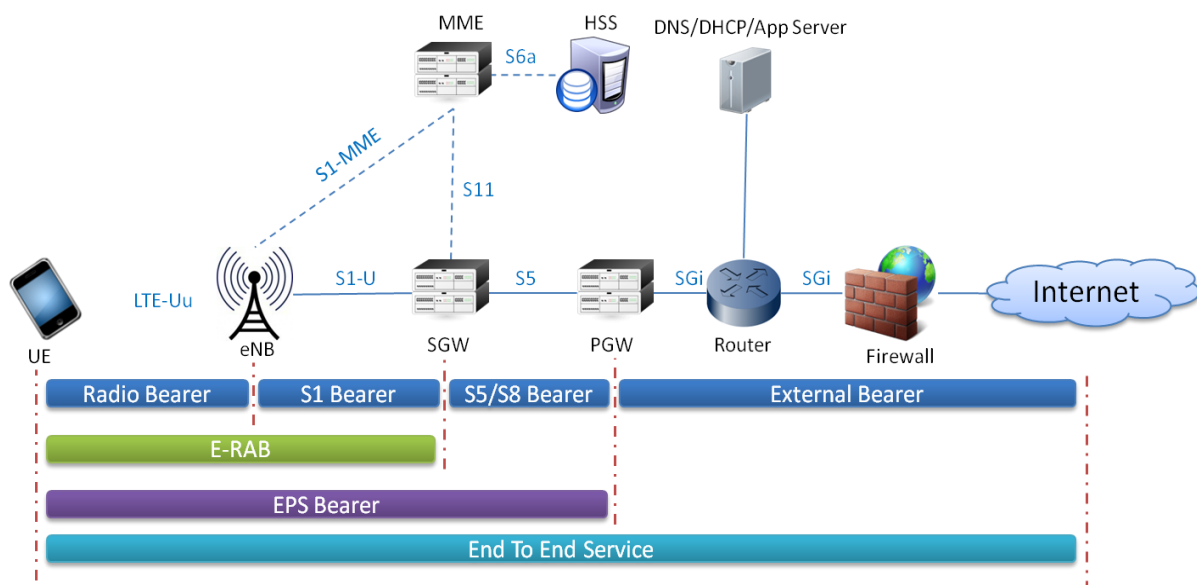 MME
HSS
DNS/DHCP/App Server
S6a
S1-MME
S11
LTE-Uu
S1-U
S5
SGi
SGi
Internet
UE
eNB
SGW
PGW
Router
Firewall
Radio Bearer
S1 Bearer
S5/S8 Bearer
External Bearer
E-RAB
EPS Bearer
End To End Service